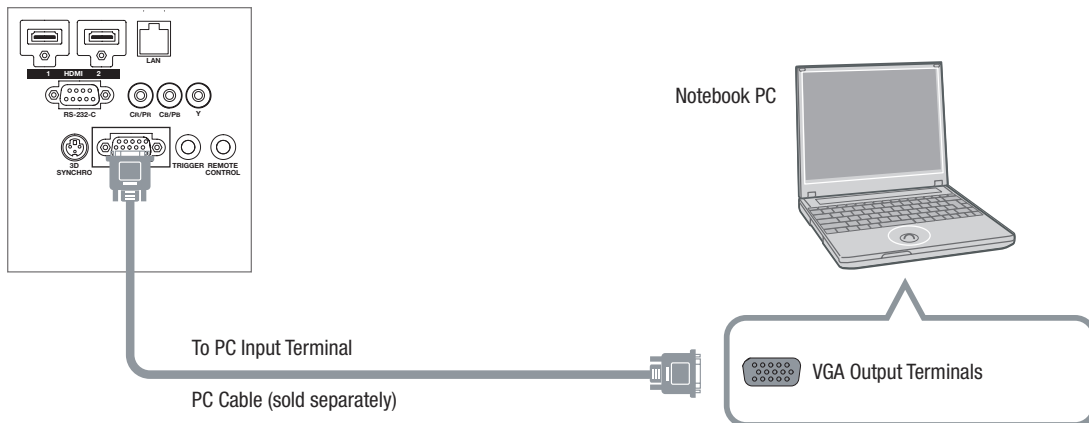 LAN
1 HDMI 2
RS-232-C
CR/PR CB/PB Y
3D SYNCHRO
TRIGGER
REMOTE CONTROL
Notebook PC
To PC Input Terminal
PC Cable (sold separately)
VGA Output Terminals